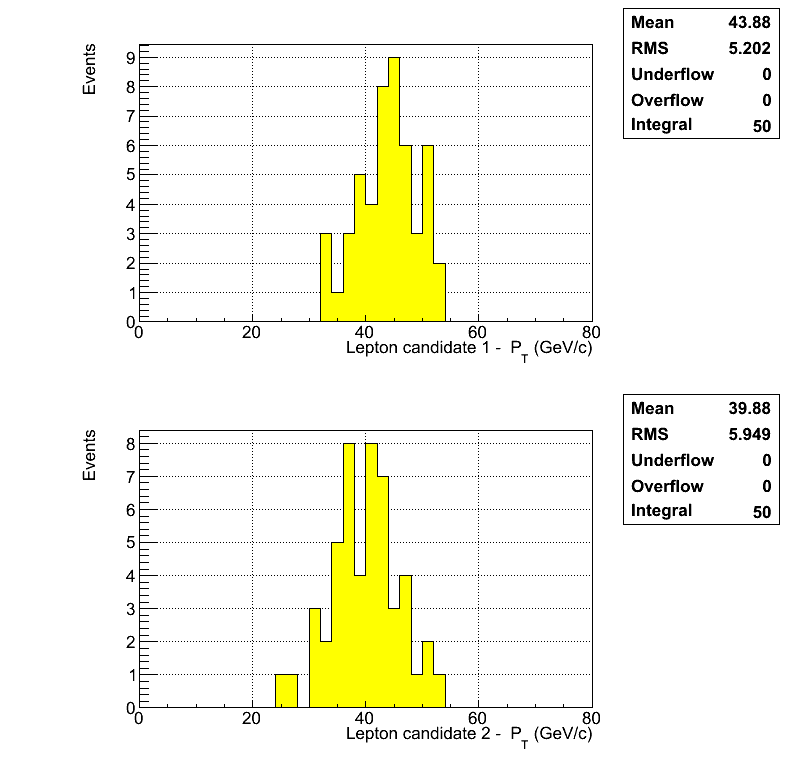 Mean 43.88
RMS 5.202
Underflow 0
Overflow 0
Integral 50
Events
9
8
7
6
5
4
3
2
1
0
0 20 40 60 80
Lepton candidate 1 - P_T (GeV/c)
Mean 39.88
RMS 5.949
Underflow 0
Overflow 0
Integral 50
Events
8
7
6
5
4
3
2
1
0
0 20 40 60 80
Lepton candidate 2 - P_T (GeV/c)